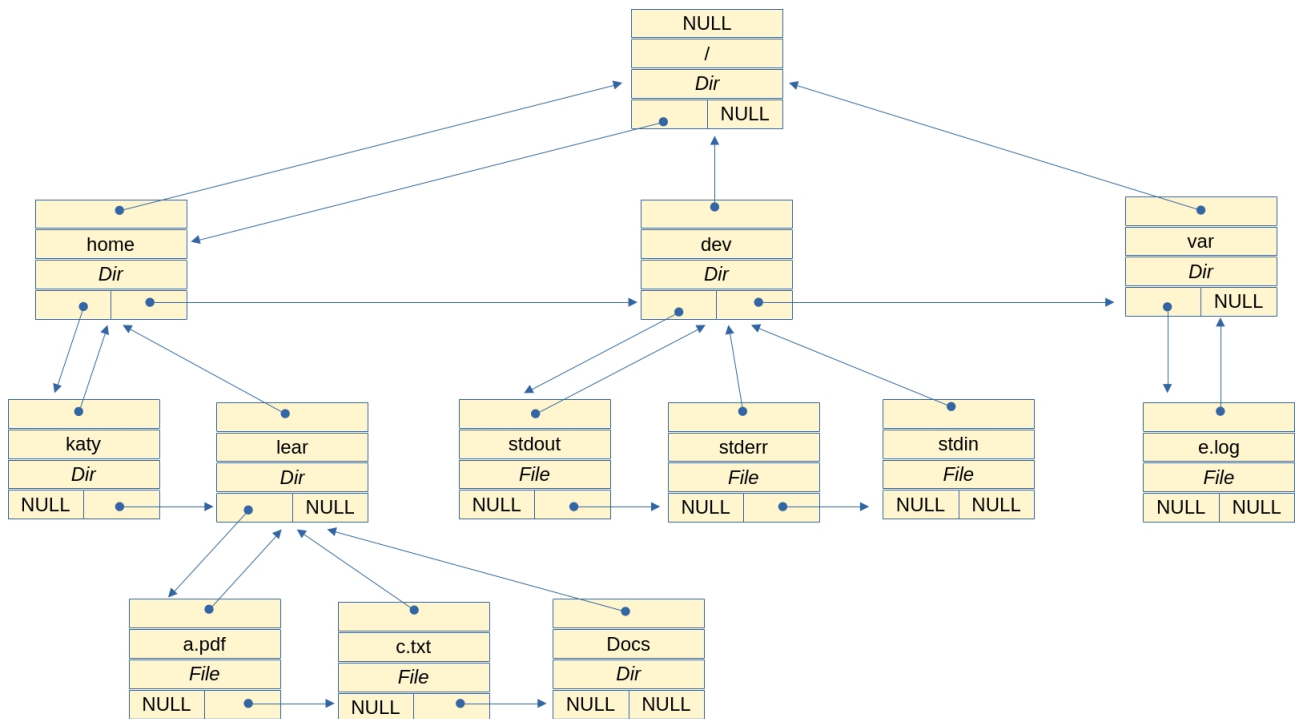 NULL
/
Dir
NULL
home
Dir
dev
Dir
var
Dir
NULL
katy
Dir
NULL
lear
Dir
NULL
stdout
File
NULL
stderr
File
NULL
stdin
File
NULL NULL
e.log
File
NULL NULL
a.pdf
File
NULL
c.txt
File
NULL
Docs
Dir
NULL NULL